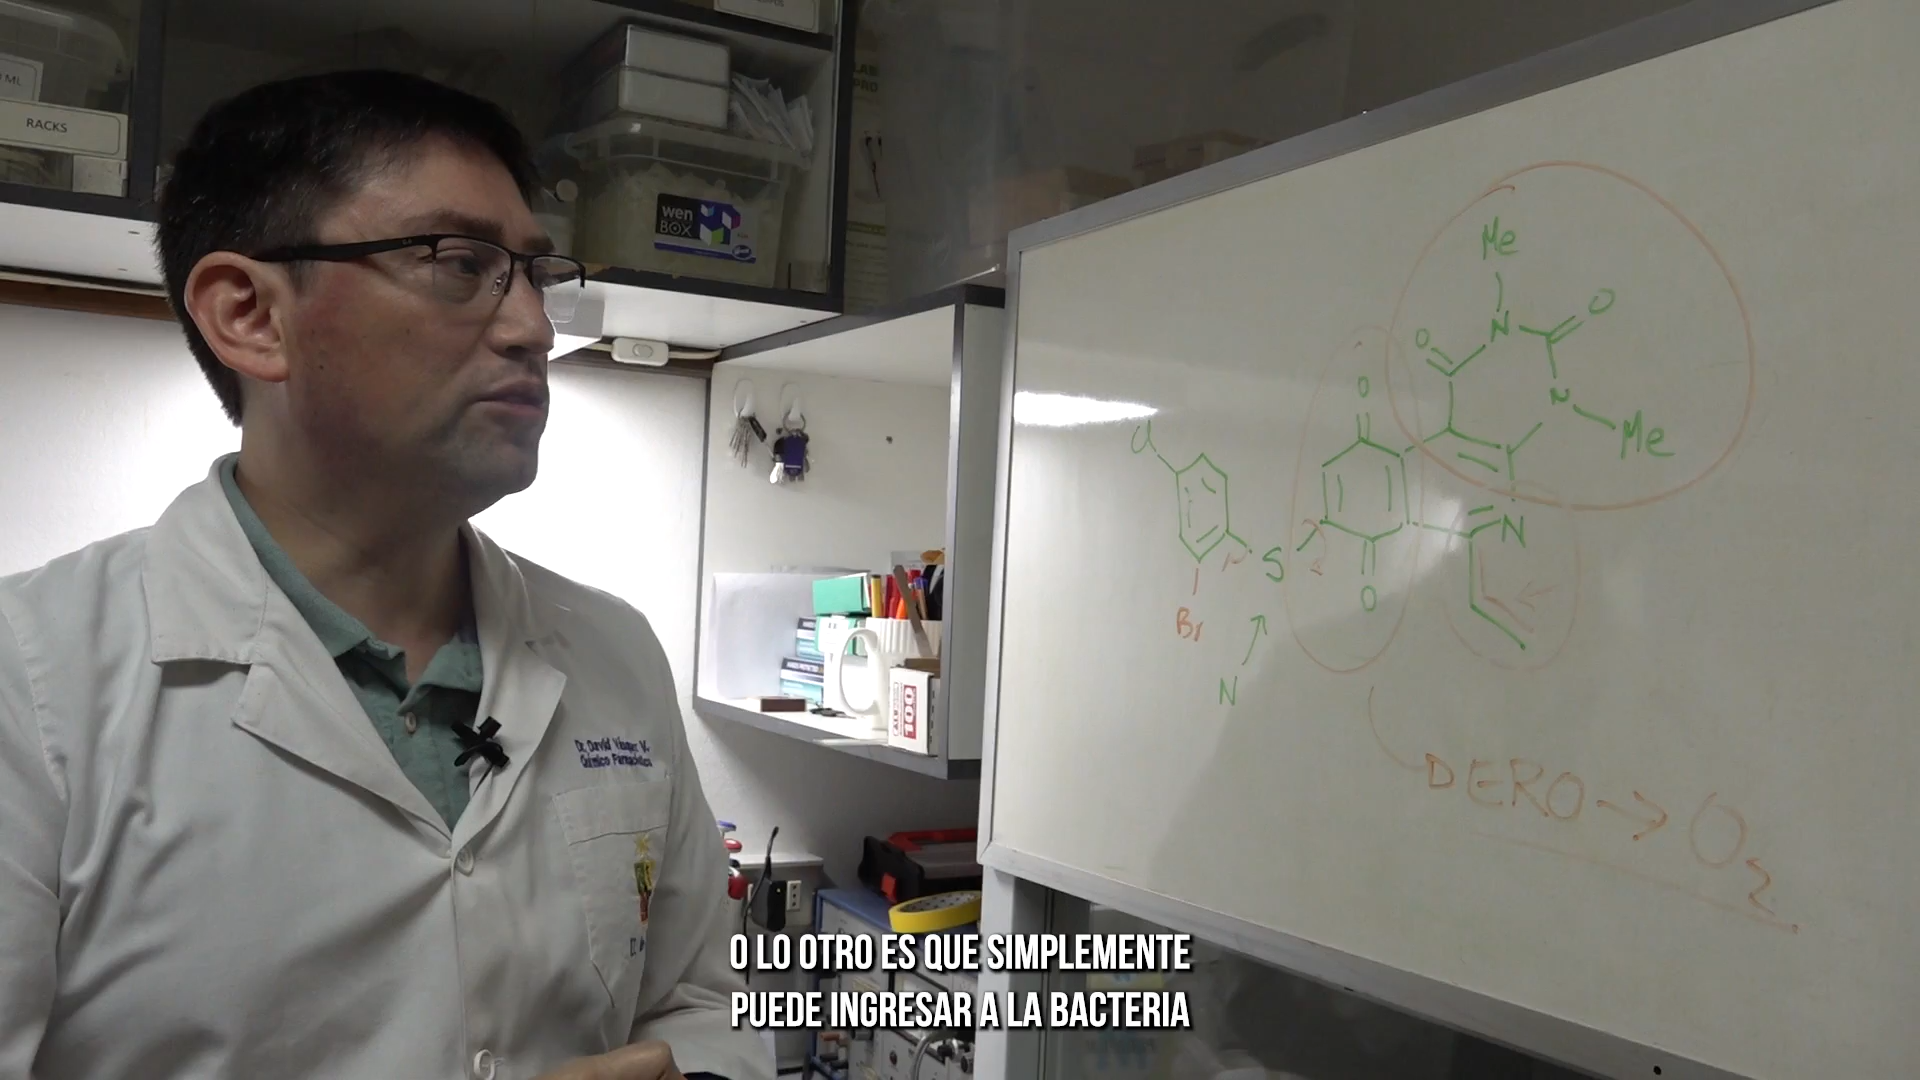 RACKS
wen
BOX
Me
N
O
O
N
Me
O
Cl
N
S
O
Br
N
DERO → O2
Dr. David Vásquez V.
Químico Farmacéutico
100
O LO OTRO ES QUE SIMPLEMENTE
PUEDE INGRESAR A LA BACTERIA